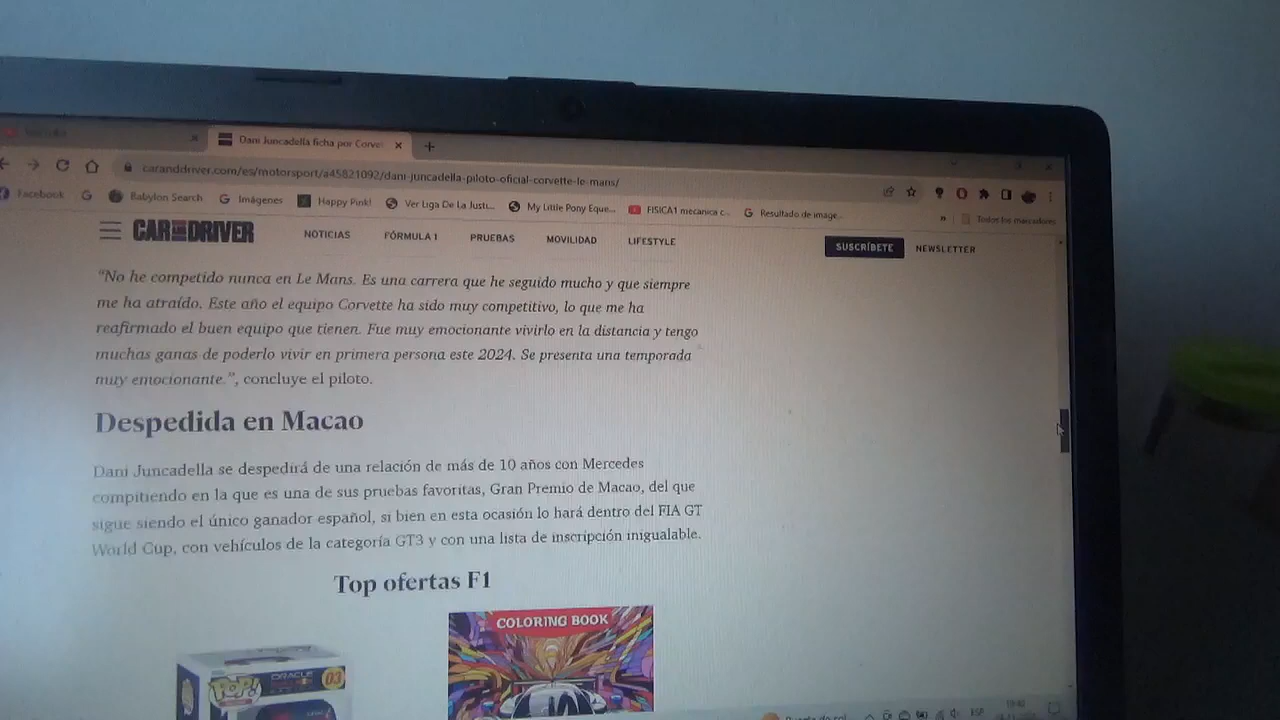 Dani Juncadella ficha por Corve
caranddriver.com/es/motorsport/a45821092/dani-juncadella-piloto-oficial-corvette-le-mans/
Facebook
Babylon Search
Imágenes
Happy Pink!
Ver Liga De La Justi...
My Little Pony Eque...
FISICA1 mecanica c...
Resultado de image...
Todos los marcadores
CAR AND DRIVER
NOTICIAS
FÓRMULA 1
PRUEBAS
MOVILIDAD
LIFESTYLE
SUSCRÍBETE
NEWSLETTER
“No he competido nunca en Le Mans. Es una carrera que he seguido mucho y que siempre
me ha atraído. Este año el equipo Corvette ha sido muy competitivo, lo que me ha
reafirmado el buen equipo que tienen. Fue muy emocionante vivirlo en la distancia y tengo
muchas ganas de poderlo vivir en primera persona este 2024. Se presenta una temporada
muy emocionante.”, concluye el piloto.
Despedida en Macao
Dani Juncadella se despedirá de una relación de más de 10 años con Mercedes
compitiendo en la que es una de sus pruebas favoritas, Gran Premio de Macao, del que
sigue siendo el único ganador español, si bien en esta ocasión lo hará dentro del FIA GT
World Cup, con vehículos de la categoría GT3 y con una lista de inscripción inigualable.
Top ofertas F1
COLORING BOOK
POP!
ORACLE
03
ESP